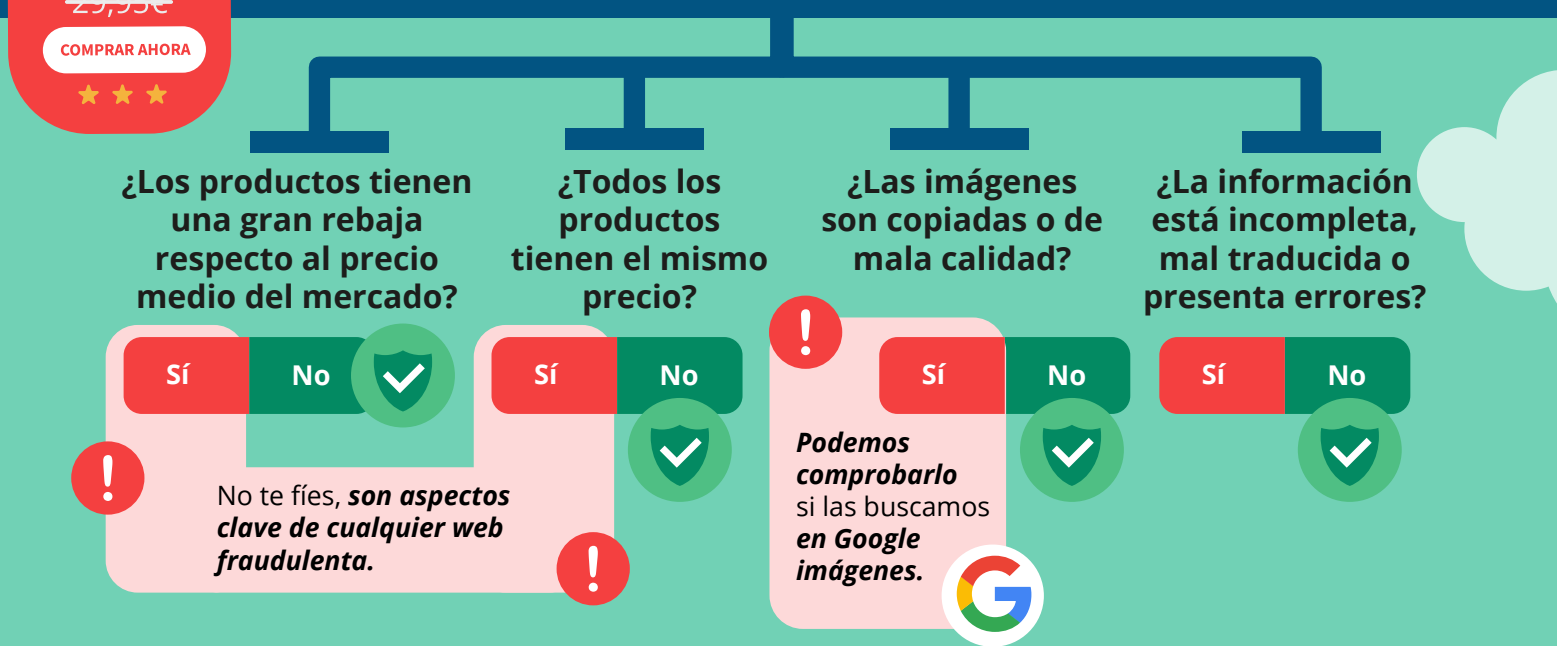 29,95€
COMPRAR AHORA
¿Los productos tienen
una gran rebaja
respecto al precio
medio del mercado?
Sí
No
No te fíes, son aspectos
clave de cualquier web
fraudulenta.
¿Todos los
productos
tienen el mismo
precio?
Sí
No
¿Las imágenes
son copiadas o de
mala calidad?
Sí
No
Podemos
comprobarlo
si las buscamos
en Google
imágenes.
¿La información
está incompleta,
mal traducida o
presenta errores?
Sí
No